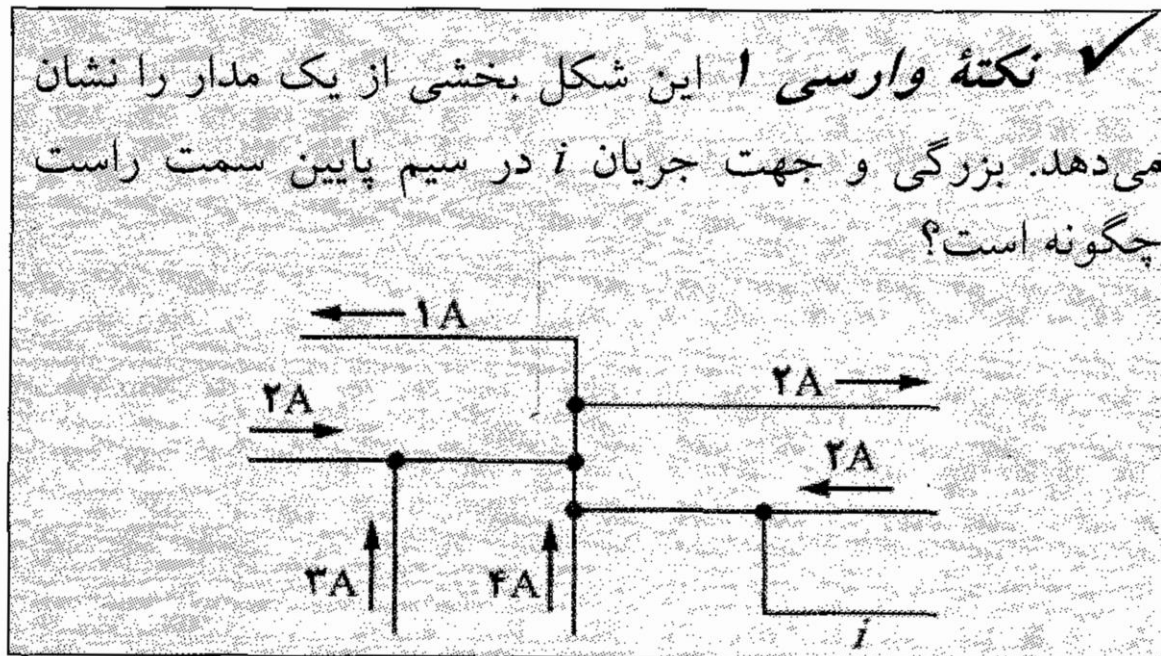 ✓ نکتهٔ وارسی ۱ این شکل بخشی از یک مدار را نشان
می‌دهد. بزرگی و جهت جریان i در سیم پایین سمت راست
چگونه است؟
۱A
۲A
۲A
۲A
۳A
۴A
i